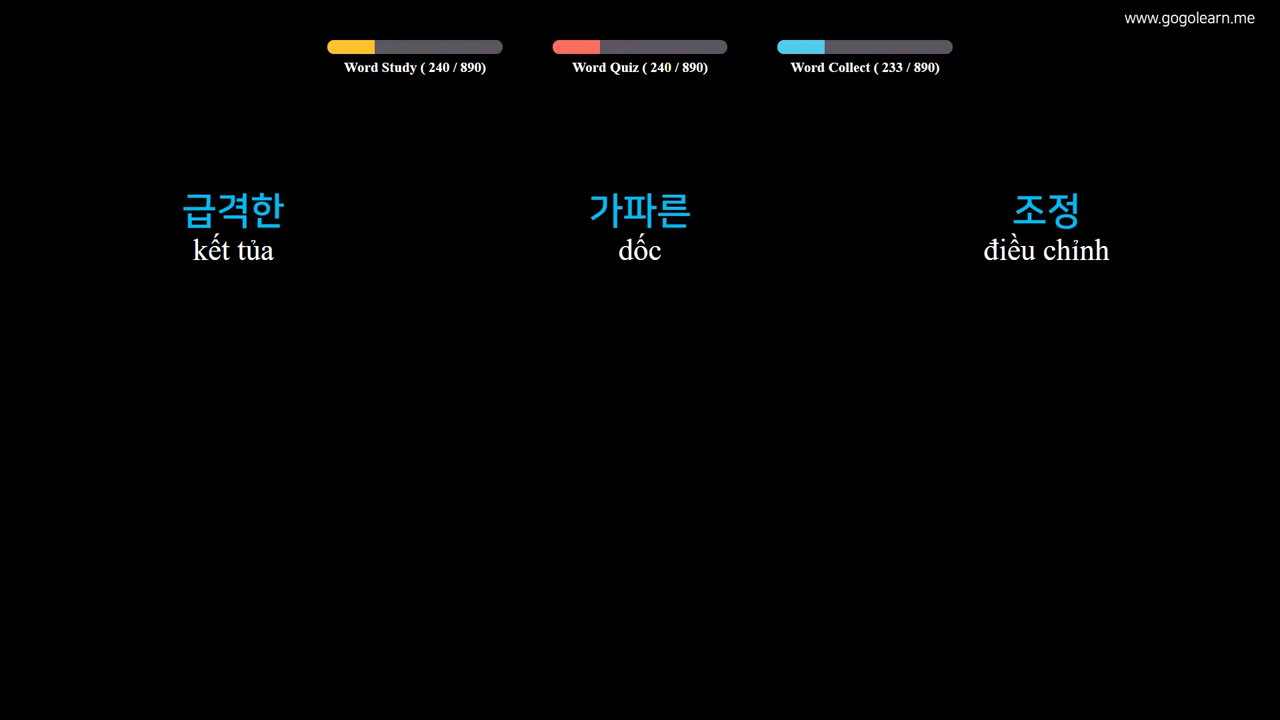 www.gogolearn.me
Word Study ( 240 / 890)
Word Quiz ( 240 / 890)
Word Collect ( 233 / 890)
급격한
kết tủa
가파른
dốc
조정
điều chỉnh